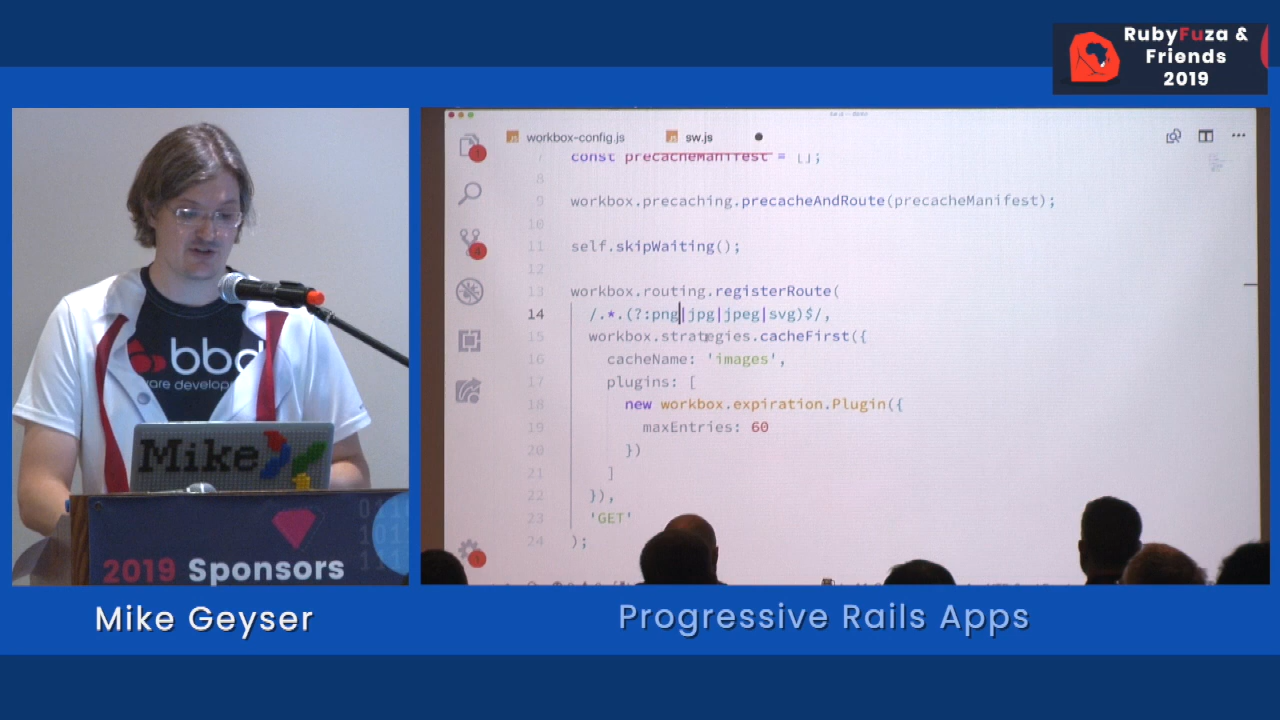 RubyFuza &
Friends
2019
workbox-config.js
sw.js
7 const precacheManifest = [];
8
9 workbox.precaching.precacheAndRoute(precacheManifest);
10
11 self.skipWaiting();
12
13 workbox.routing.registerRoute(
14 /.*.(?:png|jpg|jpeg|svg)$/,
15 workbox.strategies.cacheFirst({
16 cacheName: 'images',
17 plugins: [
18 new workbox.expiration.Plugin({
19 maxEntries: 60
20 })
21 ]
22 }),
23 'GET'
24 );
bbd
ware develop
Mike
2019 Sponsors
Mike Geyser
Progressive Rails Apps